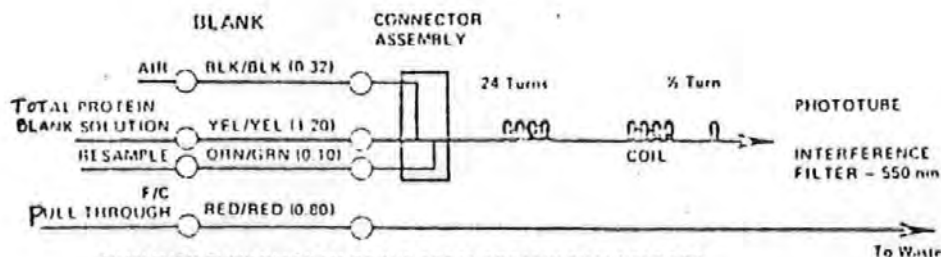 BLANK
CONNECTOR
ASSEMBLY
AIR BLK/BLK (0.32)
24 Turns
½ Turn
TOTAL PROTEIN
BLANK SOLUTION YEL/YEL (1.20)
PHOTOTUBE
RESAMPLE ORN/GRN (0.10)
COIL
INTERFERENCE
FILTER – 550 nm
F/C
PULL THROUGH RED/RED (0.80)
To Waste